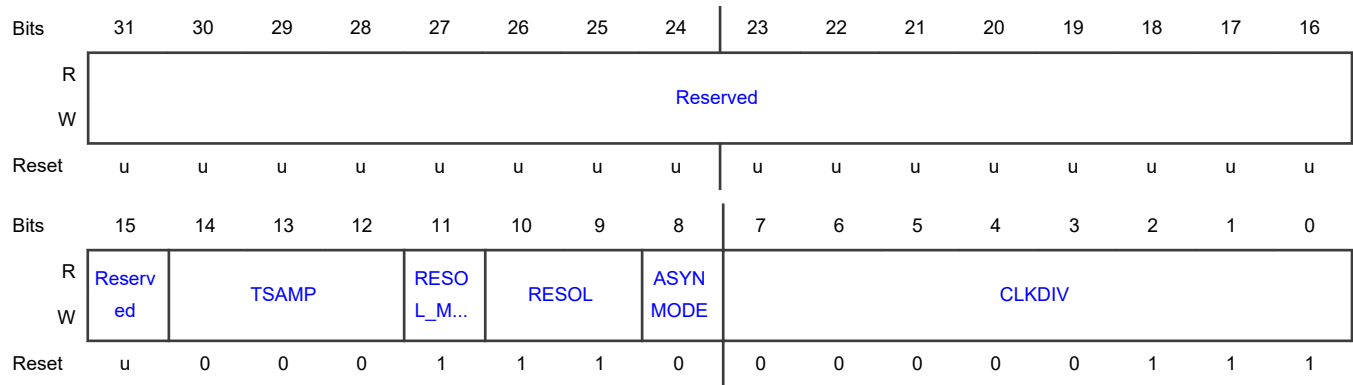 Bits 31 30 29 28 27 26 25 24 23 22 21 20 19 18 17 16
R
Reserved
W
Reset u u u u u u u u u u u u u u u u
Bits 15 14 13 12 11 10 9 8 7 6 5 4 3 2 1 0
R Reserv RESO ASYN
TSAMP RESOL CLKDIV
W ed L_M... MODE
Reset u 0 0 0 1 1 1 0 0 0 0 0 0 1 1 1